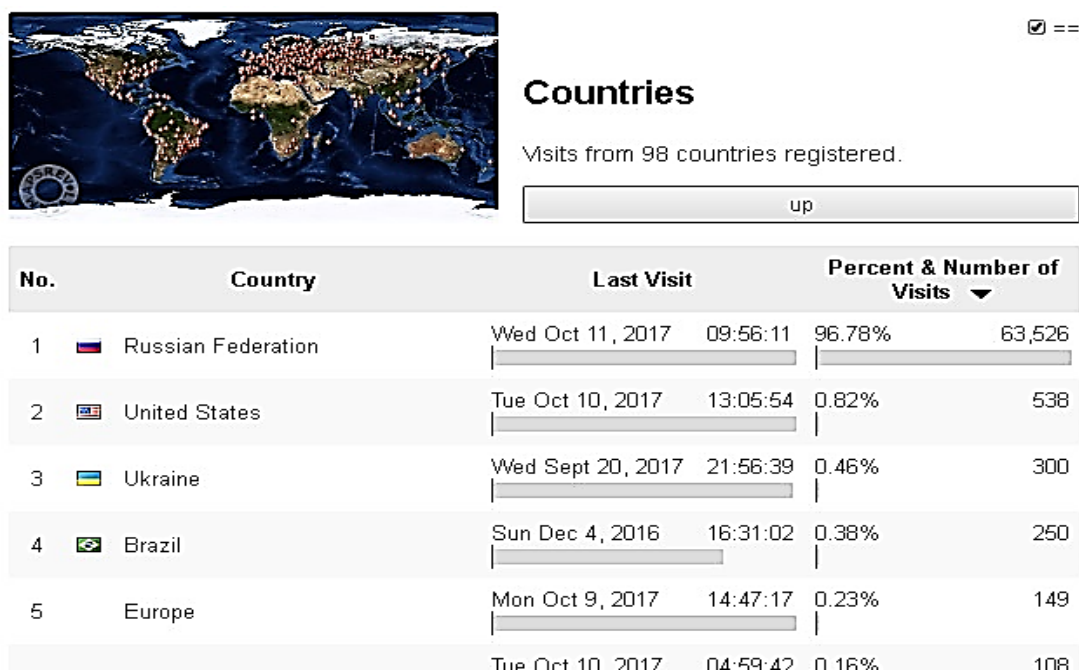 ==
Countries
Visits from 98 countries registered.
up
No. Country Last Visit Percent & Number of Visits
1 Russian Federation Wed Oct 11, 2017 09:56:11 96.78% 63,526
2 United States Tue Oct 10, 2017 13:05:54 0.82% 538
3 Ukraine Wed Sept 20, 2017 21:56:39 0.46% 300
4 Brazil Sun Dec 4, 2016 16:31:02 0.38% 250
5 Europe Mon Oct 9, 2017 14:47:17 0.23% 149
Tue Oct 10, 2017 04:59:42 0.16% 108